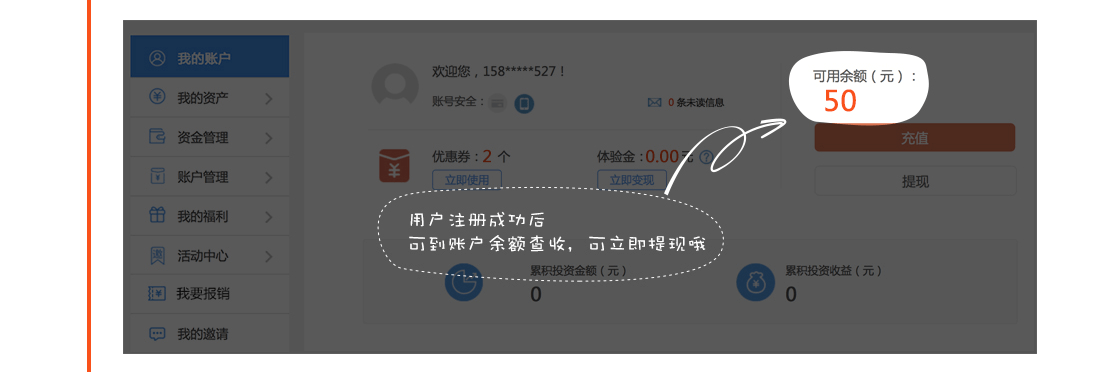 我的账户
我的资产
资金管理
账户管理
我的福利
活动中心
我要报销
我的邀请
欢迎您，158*****527！
账号安全：
0 条未读信息
可用余额（元）：
50
充值
提现
优惠券：2 个
立即使用
体验金：0.00元
立即变现
用户注册成功后
可到账户余额查收，可立即提现哦
累积投资金额（元）
0
累积投资收益（元）
0